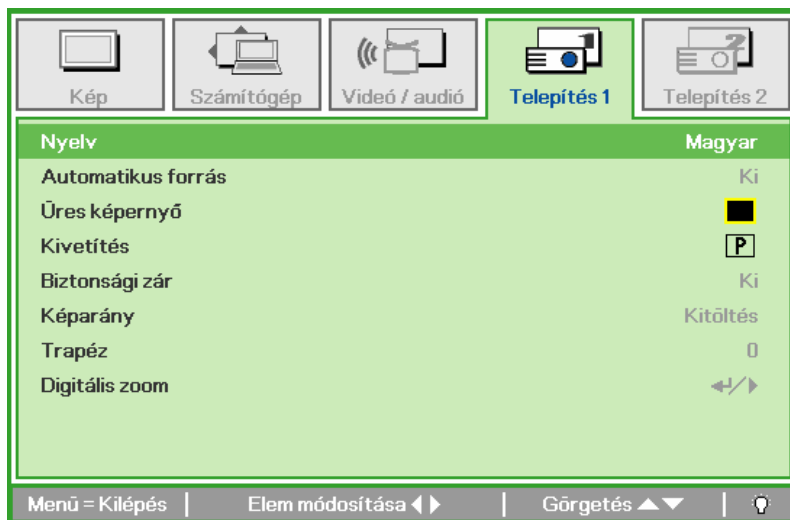 Kép
Számítógép
Videó / audió
Telepítés 1
Telepítés 2
Nyelv Magyar
Automatikus forrás Ki
Üres képernyő
Kivetítés P
Biztonsági zár Ki
Képarány Kitöltés
Trapéz 0
Digitális zoom
Menü = Kilépés | Elem módosítása | Görgetés |